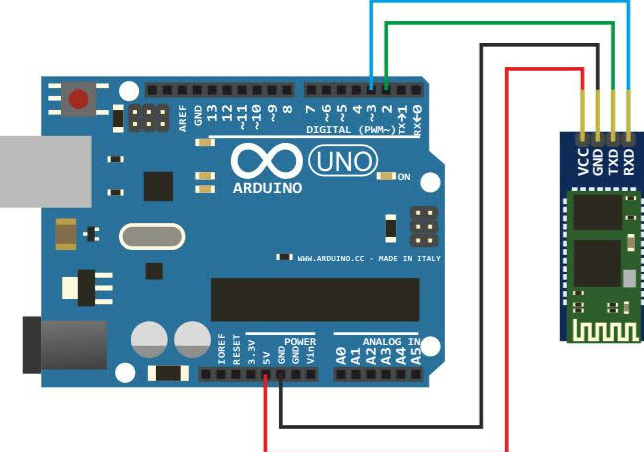 AREF
GND
13
12
~11
~10
~9
8
7
~6
~5
4
~3
2
TX→1
RX←0
DIGITAL (PWM~)
UNO
ARDUINO
ON
VCC
GND
TXD
RXD
WWW.ARDUINO.CC - MADE IN ITALY
POWER
ANALOG IN
IOREF
RESET
3.3V
5V
GND
GND
Vin
A0
A1
A2
A3
A4
A5